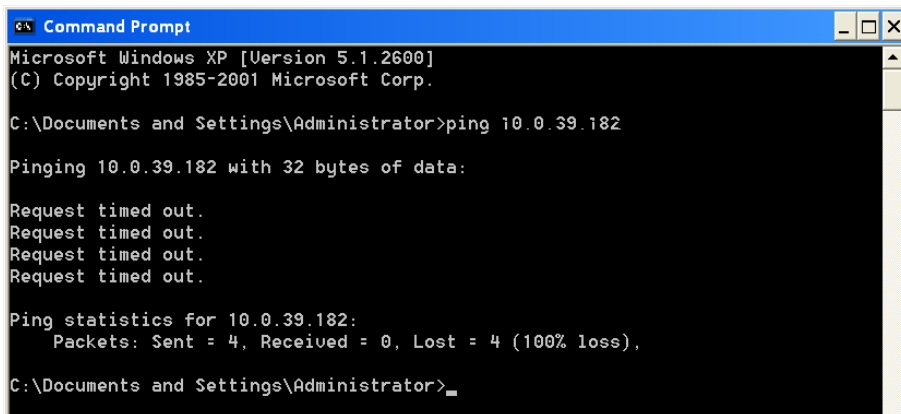 Command Prompt
Microsoft Windows XP [Version 5.1.2600]
(C) Copyright 1985-2001 Microsoft Corp.
C:\Documents and Settings\Administrator>ping 10.0.39.182
Pinging 10.0.39.182 with 32 bytes of data:
Request timed out.
Request timed out.
Request timed out.
Request timed out.
Ping statistics for 10.0.39.182:
Packets: Sent = 4, Received = 0, Lost = 4 (100% loss),
C:\Documents and Settings\Administrator>_